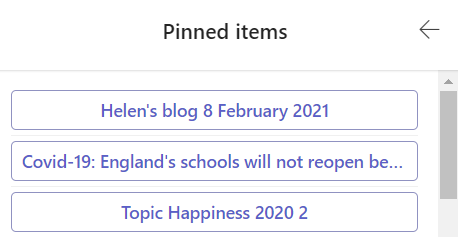 Pinned items
Helen's blog 8 February 2021
Covid-19: England's schools will not reopen be...
Topic Happiness 2020 2